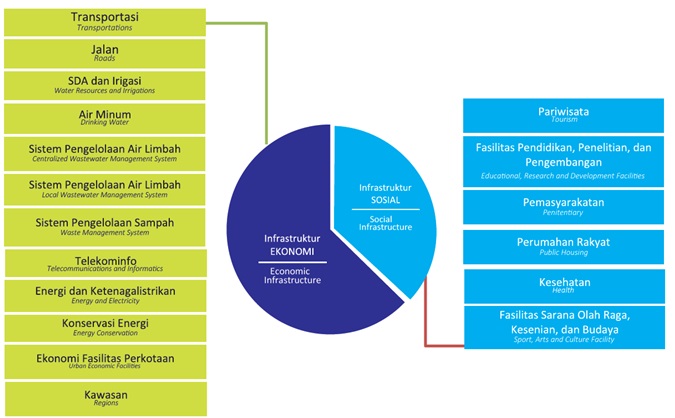 Transportasi
Transportations
Jalan
Roads
SDA dan Irigasi
Water Resources and Irrigations
Air Minum
Drinking Water
Sistem Pengelolaan Air Limbah
Centralized Wastewater Management System
Sistem Pengelolaan Air Limbah
Local Wastewater Management System
Sistem Pengelolaan Sampah
Waste Management System
Telekominfo
Telecommunications and Informatics
Energi dan Ketenagalistrikan
Energy and Electricity
Konservasi Energi
Energy Conservation
Ekonomi Fasilitas Perkotaan
Urban Economic Facilities
Kawasan
Regions
Infrastruktur
EKONOMI
Economic
Infrastructure
Infrastruktur
SOSIAL
Social
Infrastructure
Pariwisata
Tourism
Fasilitas Pendidikan, Penelitian, dan
Pengembangan
Educational, Research and Development Facilities
Pemasyarakatan
Penitentiary
Perumahan Rakyat
Public Housing
Kesehatan
Health
Fasilitas Sarana Olah Raga,
Kesenian, dan Budaya
Sport, Arts and Culture Facility